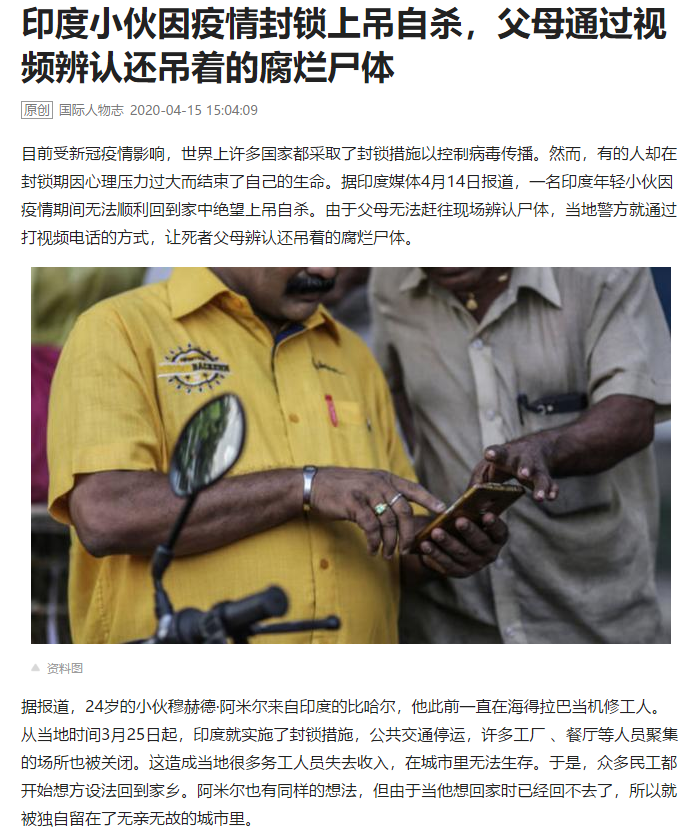 印度小伙因疫情封锁上吊自杀，父母通过视
频辨认还吊着的腐烂尸体
原创 国际人物志 2020-04-15 15:04:09
目前受新冠疫情影响，世界上许多国家都采取了封锁措施以控制病毒传播。然而，有的人却在
封锁期因心理压力过大而结束了自己的生命。据印度媒体4月14日报道，一名印度年轻小伙因
疫情期间无法顺利回到家中绝望上吊自杀。由于父母无法赶往现场辨认尸体，当地警方就通过
打视频电话的方式，让死者父母辨认还吊着的腐烂尸体。
资料图
据报道，24岁的小伙穆赫德·阿米尔来自印度的比哈尔，他此前一直在海得拉巴当机修工人。
从当地时间3月25日起，印度就实施了封锁措施，公共交通停运，许多工厂 、餐厅等人员聚集
的场所也被关闭。这造成当地很多务工人员失去收入，在城市里无法生存。于是，众多民工都
开始想方设法回到家乡。阿米尔也有同样的想法，但由于当他想回家时已经回不去了，所以就
被独自留在了无亲无故的城市里。